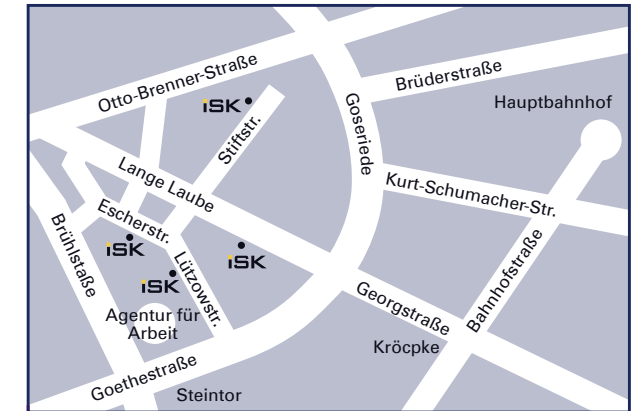 Otto-Brenner-Straße
Brüderstraße
Hauptbahnhof
iSK
Goseriede
Stiftstr.
Lange Laube
Kurt-Schumacher-Str.
Escherstr.
Brühlstaße
iSK
iSK
iSK
Lützowstr.
Bahnhofstraße
Georgstraße
Agentur für
Arbeit
Kröcpke
Goethestraße
Steintor